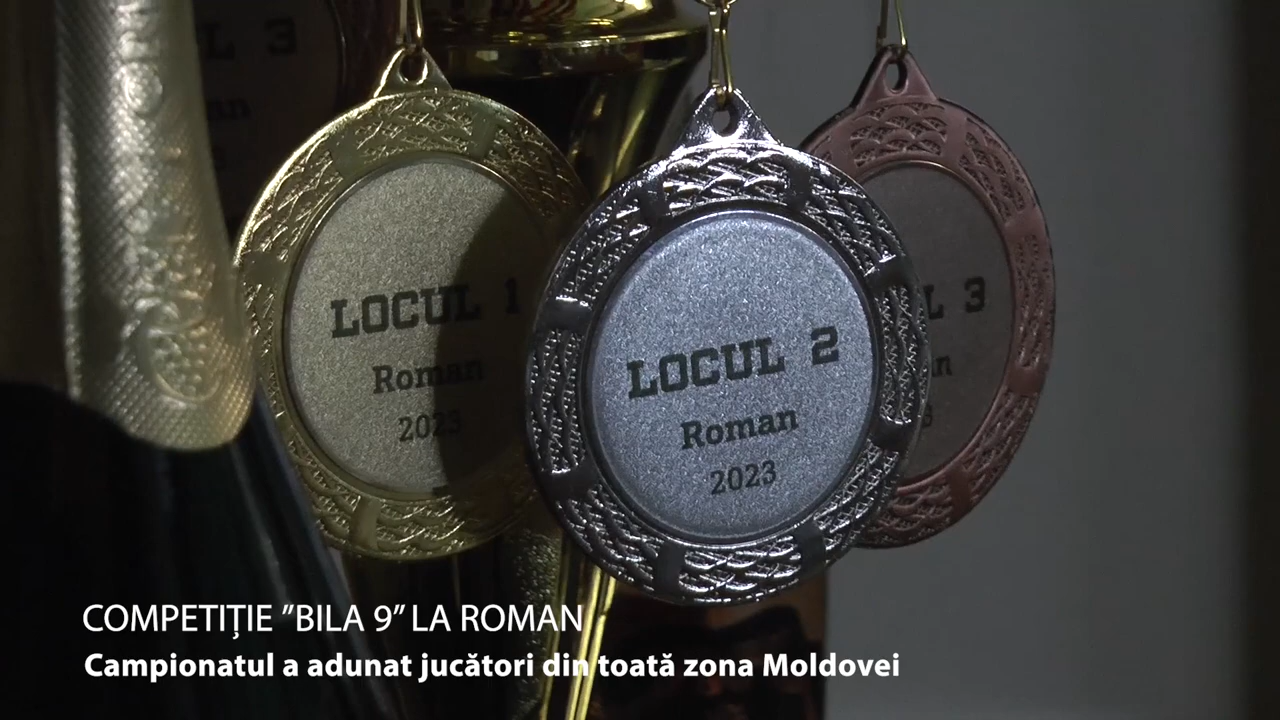 L 3
LOCUL 1
Roman
2023
LOCUL 2
Roman
2023
L 3
COMPETIȚIE ”BILA 9” LA ROMAN
Campionatul a adunat jucători din toată zona Moldovei